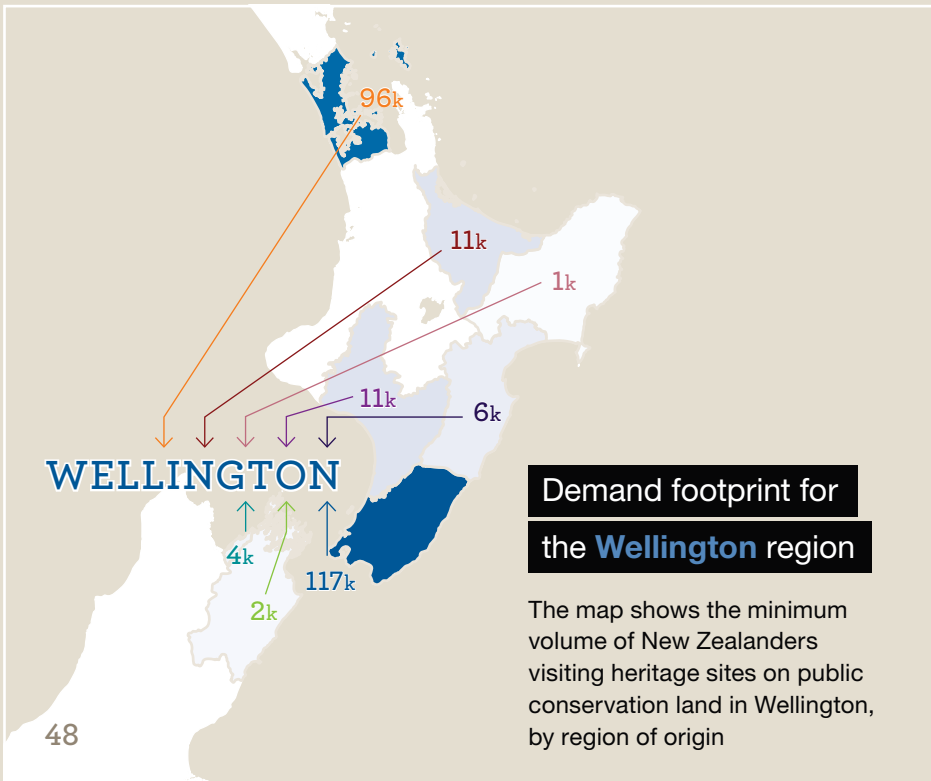 96k
11k
1k
11k
6k
WELLINGTON
4k
2k
117k
Demand footprint for
the Wellington region
The map shows the minimum
volume of New Zealanders
visiting heritage sites on public
conservation land in Wellington,
by region of origin
48